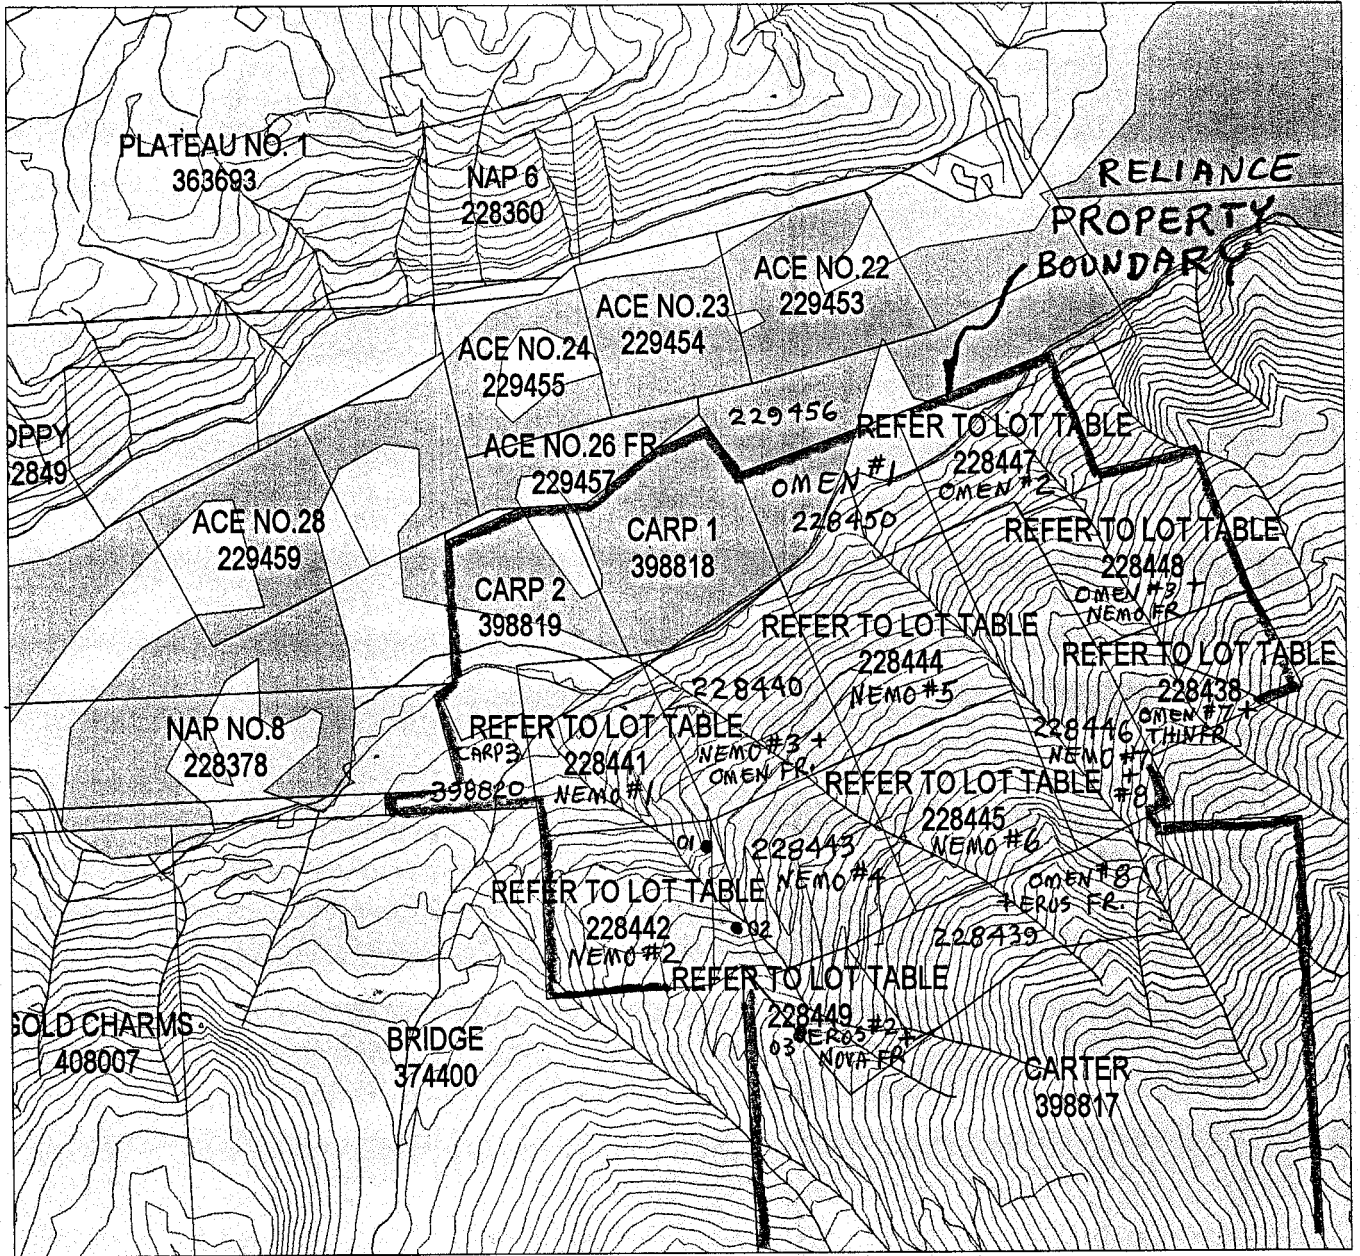 PLATEAU NO. 1
363693
NAP 6
228360
RELIANCE
PROPERTY
BOUNDARY
ACE NO.22
229453
ACE NO.23
229454
ACE NO.24
229455
OPPY
2849
229456
ACE NO.26 FR
229457
REFER TO LOT TABLE
228447
OMEN #2
OMEN #1
228450
ACE NO.28
229459
CARP 1
398818
REFER TO LOT TABLE
228448
OMEN #3 +
NEMO FR
CARP 2
398819
REFER TO LOT TABLE
228444
NEMO #5
REFER TO LOT TABLE
228438
OMEN #7 +
THIN FR
228440
NEMO #3 +
OMEN FR.
NAP NO.8
228378
REFER TO LOT TABLE
228441
NEMO #1
CARP 3
398820
228446
NEMO #7
+
#8
REFER TO LOT TABLE
228445
NEMO #6
01
228443
NEMO #4
REFER TO LOT TABLE
228442
NEMO #2
02
OMEN #8
+ EROS FR.
228439
REFER TO LOT TABLE
228449
EROS #2 +
NOVA FR
03
GOLD CHARMS
408007
BRIDGE
374400
CARTER
398817